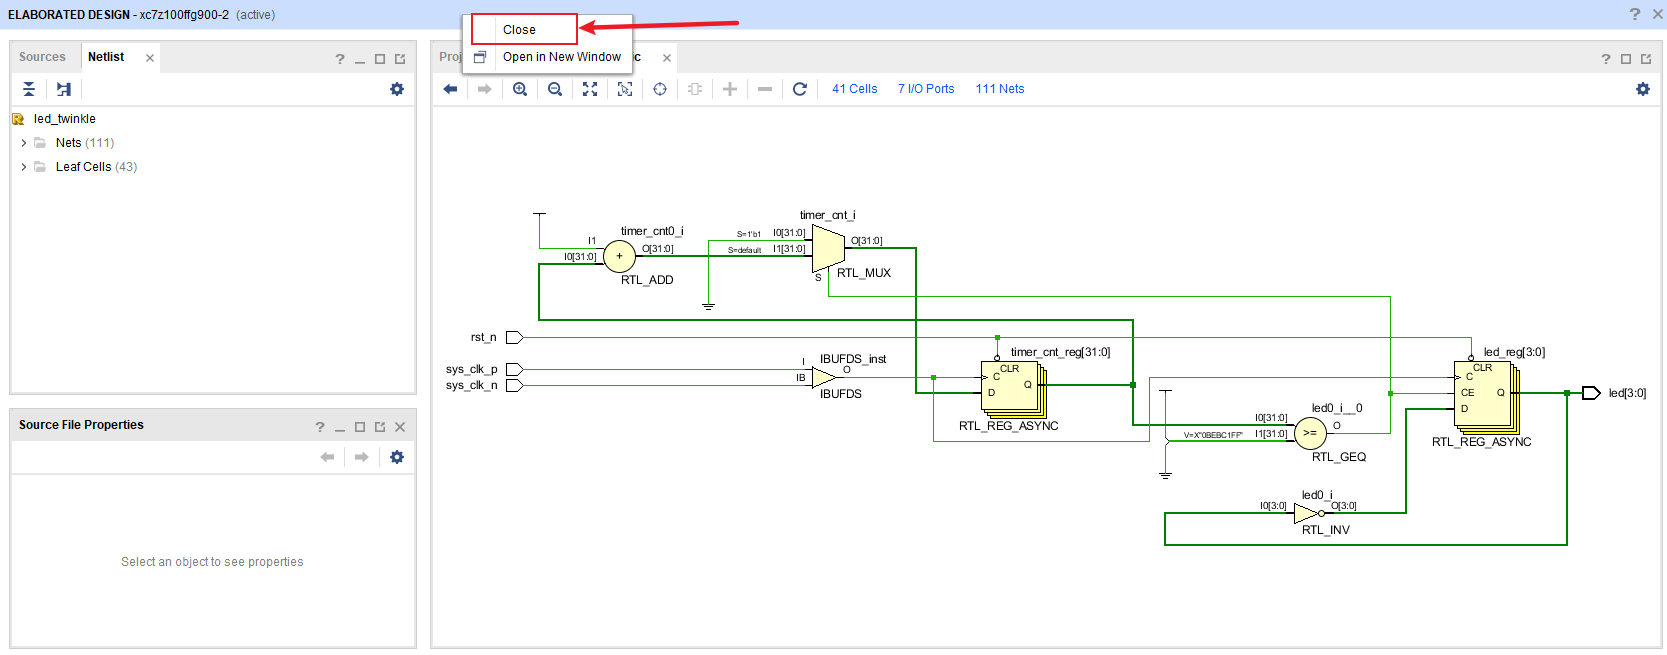 ELABORATED DESIGN - xc7z100ffg900-2 (active)
Close
Open in New Window
Sources
Netlist
Proj
c
41 Cells
7 I/O Ports
111 Nets
led_twinkle
Nets (111)
Leaf Cells (43)
Source File Properties
Select an object to see properties
timer_cnt_i
timer_cnt0_i
I1
I0[31:0]
+
O[31:0]
RTL_ADD
S=1'b1
I0[31:0]
S=default
I1[31:0]
O[31:0]
S
RTL_MUX
rst_n
sys_clk_p
sys_clk_n
I
IB
IBUFDS_inst
O
IBUFDS
timer_cnt_reg[31:0]
CLR
C
Q
D
RTL_REG_ASYNC
led0_i__0
I0[31:0]
V=X"0BEBC1FF"
I1[31:0]
>=
O
RTL_GEQ
led_reg[3:0]
CLR
C
CE
Q
D
RTL_REG_ASYNC
led[3:0]
led0_i
I0[3:0]
O[3:0]
RTL_INV